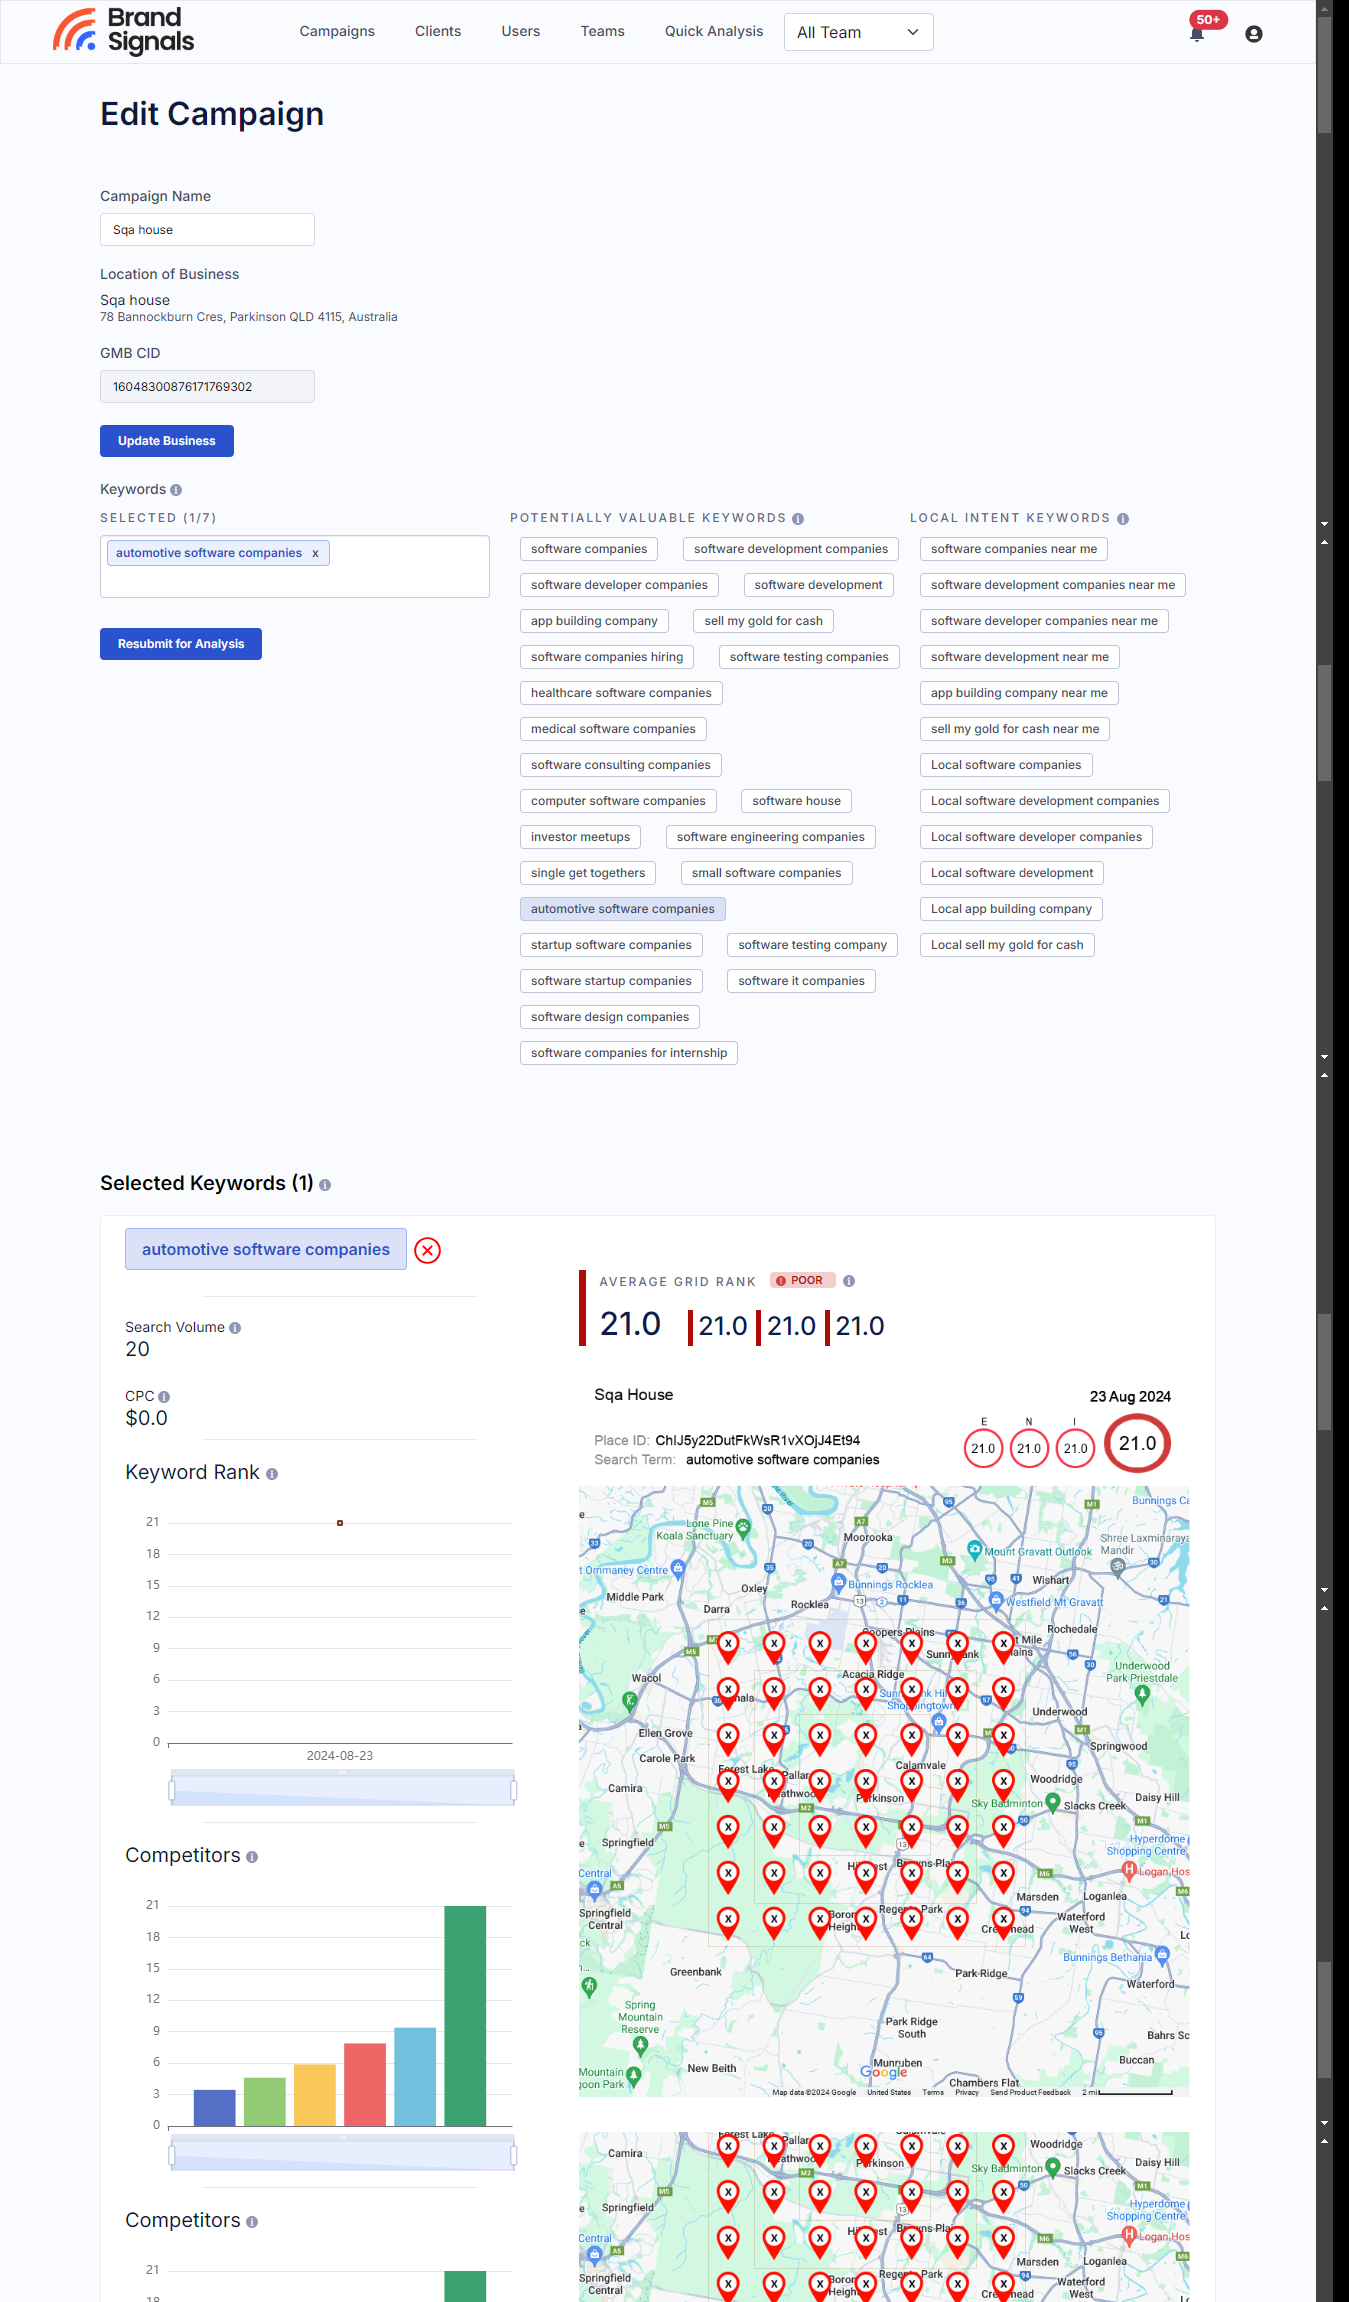 Brand
Signals
Campaigns
Clients
Users
Teams
Quick Analysis
All Team
50+
Edit Campaign
Campaign Name
Sqa house
Location of Business
Sqa house
78 Bannockburn Cres, Parkinson QLD 4115, Australia
GMB CID
16048300876171769302
Update Business
Keywords
SELECTED (1/7)
automotive software companies x
Resubmit for Analysis
POTENTIALLY VALUABLE KEYWORDS
software companies
software development companies
software developer companies
software development
app building company
sell my gold for cash
software companies hiring
software testing companies
healthcare software companies
medical software companies
software consulting companies
computer software companies
software house
investor meetups
software engineering companies
single get togethers
small software companies
automotive software companies
startup software companies
software testing company
software startup companies
software it companies
software design companies
software companies for internship
LOCAL INTENT KEYWORDS
software companies near me
software development companies near me
software developer companies near me
software development near me
app building company near me
sell my gold for cash near me
Local software companies
Local software development companies
Local software developer companies
Local software development
Local app building company
Local sell my gold for cash
Selected Keywords (1)
automotive software companies
Search Volume
20
CPC
$0.0
Keyword Rank
21
18
15
12
9
6
3
0
2024-08-23
Competitors
21
18
15
12
9
6
3
0
Competitors
21
18
AVERAGE GRID RANK
POOR
21.0
21.0
21.0
21.0
Sqa House
23 Aug 2024
Place ID: ChIJ5y22DutFkWsR1vXOjJ4Et94
Search Term: automotive software companies
E
N
I
21.0
21.0
21.0
21.0
Bunnings Ca
Lone Pine
Koala Sanctuary
Moorooka
Shree Laxminaraya
Mandir
Mount Gravatt Outlook
t Ommaney Centre
Wishart
Oxley
Bunnings Rocklea
Middle Park
Darra
Rocklea
Westfield Mt Gravatt
Coopers Plains
t Mile
lains
Rochedale
Wacol
Acacia Ridge
Underwood
Park Priestdale
Underwood
Ellen Grove
Springwood
Carole Park
Calamvale
Forest Lake
Pallar
Woodridge
Camira
Parkinson
Sky Badminton
Slacks Creek
Daisy Hill
Springfield
Hyperdome
Shopping Centre
Central
Logan Hos
Springfield
Central
Marsden
Loganlea
Regents Park
Waterford
West
Boron
Height
Greenbank
Park Ridge
Bunnings Bethania
Waterford
Spring
Mountain
Reserve
Park Ridge
South
Bahrs Sc
Buccan
Mountain
goon Park
New Beith
Munruben
Google
Chambers Flat
Map data ©2024 Google
United States
Terms
Privacy
Send Product Feedback
2 mi
Camira
Pallar
Parkinson
Woodridge
Sky Badminton
Slacks Creek
Daisy Hill
Springfield
Hyperdome
Shopping Centre
Central
Logan Hos
Springfield
Central
Marsden
Loganlea
Waterford
West